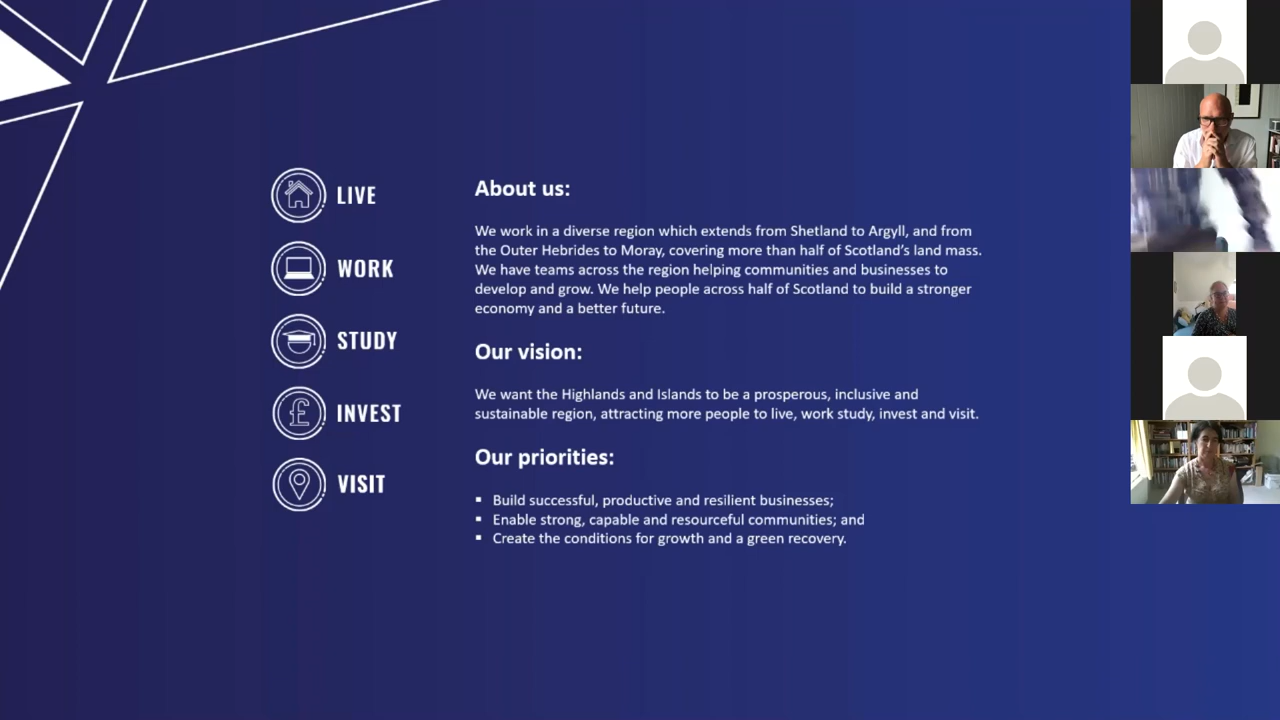 LIVE
WORK
STUDY
INVEST
VISIT
About us:
We work in a diverse region which extends from Shetland to Argyll, and from
the Outer Hebrides to Moray, covering more than half of Scotland's land mass.
We have teams across the region helping communities and businesses to
develop and grow. We help people across half of Scotland to build a stronger
economy and a better future.
Our vision:
We want the Highlands and Islands to be a prosperous, inclusive and
sustainable region, attracting more people to live, work study, invest and visit.
Our priorities:
▪ Build successful, productive and resilient businesses;
▪ Enable strong, capable and resourceful communities; and
▪ Create the conditions for growth and a green recovery.